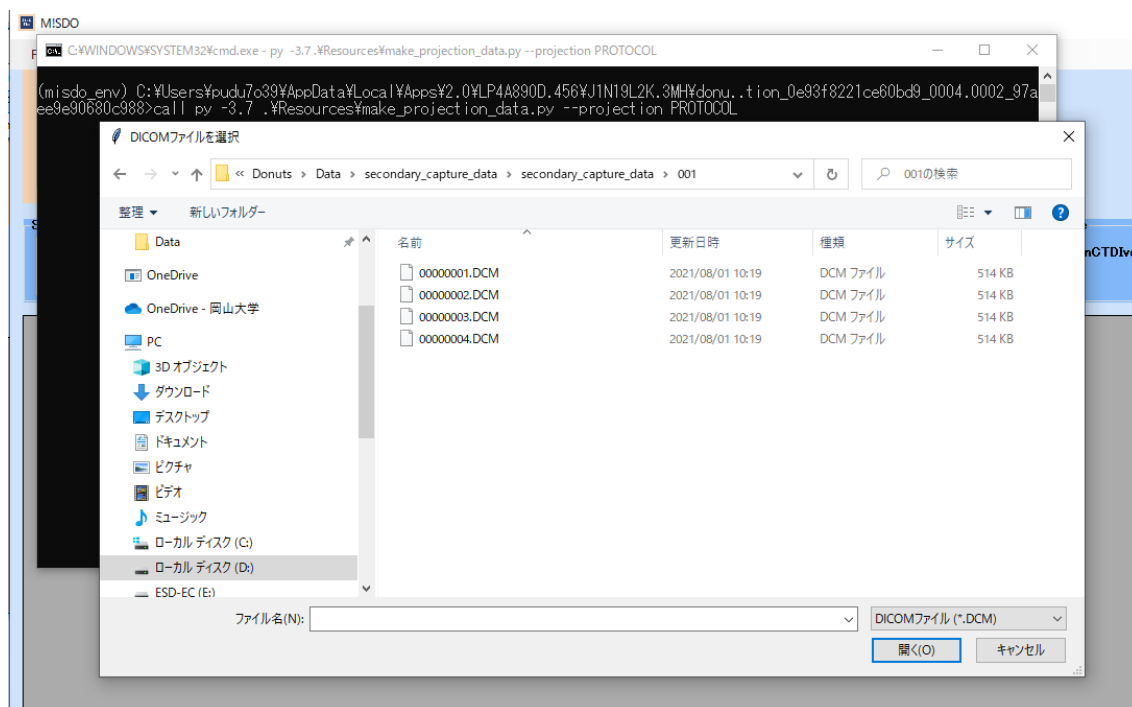 MISDO
F
C:¥WINDOWS¥SYSTEM32¥cmd.exe - py -3.7 .¥Resources¥make_projection_data.py --projection PROTOCOL
(misdo_env) C:¥Users¥pudu7o39¥AppData¥Local¥Apps¥2.0¥LP4A890D.456¥J1N19L2K.3MH¥donu..tion_0e93f8221ce60bd9_0004.0002_97a
ee9e90680c988>call py -3.7 .¥Resources¥make_projection_data.py --projection PROTOCOL
DICOMファイルを選択
« Donuts › Data › secondary_capture_data › secondary_capture_data › 001
001の検索
整理
新しいフォルダー
Data
OneDrive
OneDrive - 岡山大学
PC
3D オブジェクト
ダウンロード
デスクトップ
ドキュメント
ピクチャ
ビデオ
ミュージック
ローカル ディスク (C:)
ローカル ディスク (D:)
ESD-EC (E:)
名前 更新日時 種類 サイズ
00000001.DCM 2021/08/01 10:19 DCM ファイル 514 KB
00000002.DCM 2021/08/01 10:19 DCM ファイル 514 KB
00000003.DCM 2021/08/01 10:19 DCM ファイル 514 KB
00000004.DCM 2021/08/01 10:19 DCM ファイル 514 KB
nCTDIv
ファイル名(N):
DICOMファイル (*.DCM)
開く(O)
キャンセル